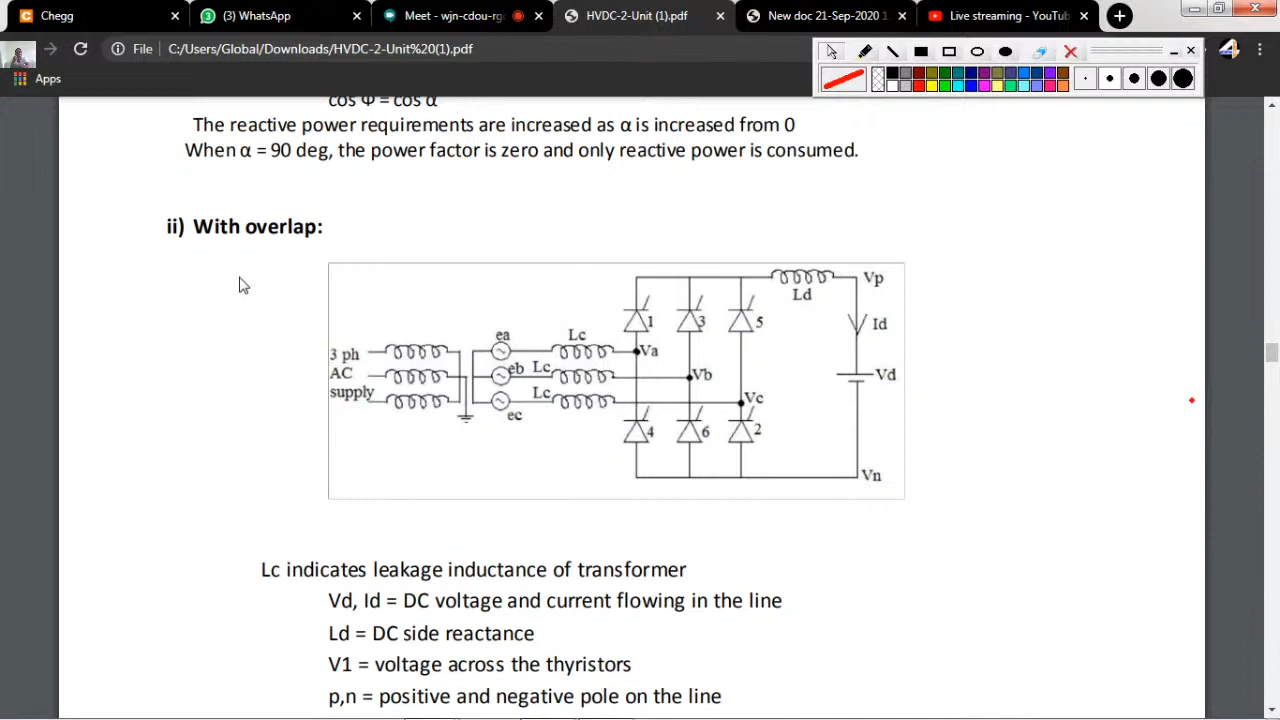 Chegg
(3) WhatsApp
Meet - wjn-cdou-rg
HVDC-2-Unit (1).pdf
New doc 21-Sep-2020 1
Live streaming - YouTub
File
C:/Users/Global/Downloads/HVDC-2-Unit%20(1).pdf
Apps
cos Φ = cos α
The reactive power requirements are increased as α is increased from 0
When α = 90 deg, the power factor is zero and only reactive power is consumed.
ii) With overlap:
Vp
Ld
1
3
5
Id
ea
Lc
3 ph
Va
AC
eb
Lc
Vb
Vd
supply
Lc
Vc
ec
4
6
2
Vn
Lc indicates leakage inductance of transformer
Vd, Id = DC voltage and current flowing in the line
Ld = DC side reactance
V1 = voltage across the thyristors
p,n = positive and negative pole on the line